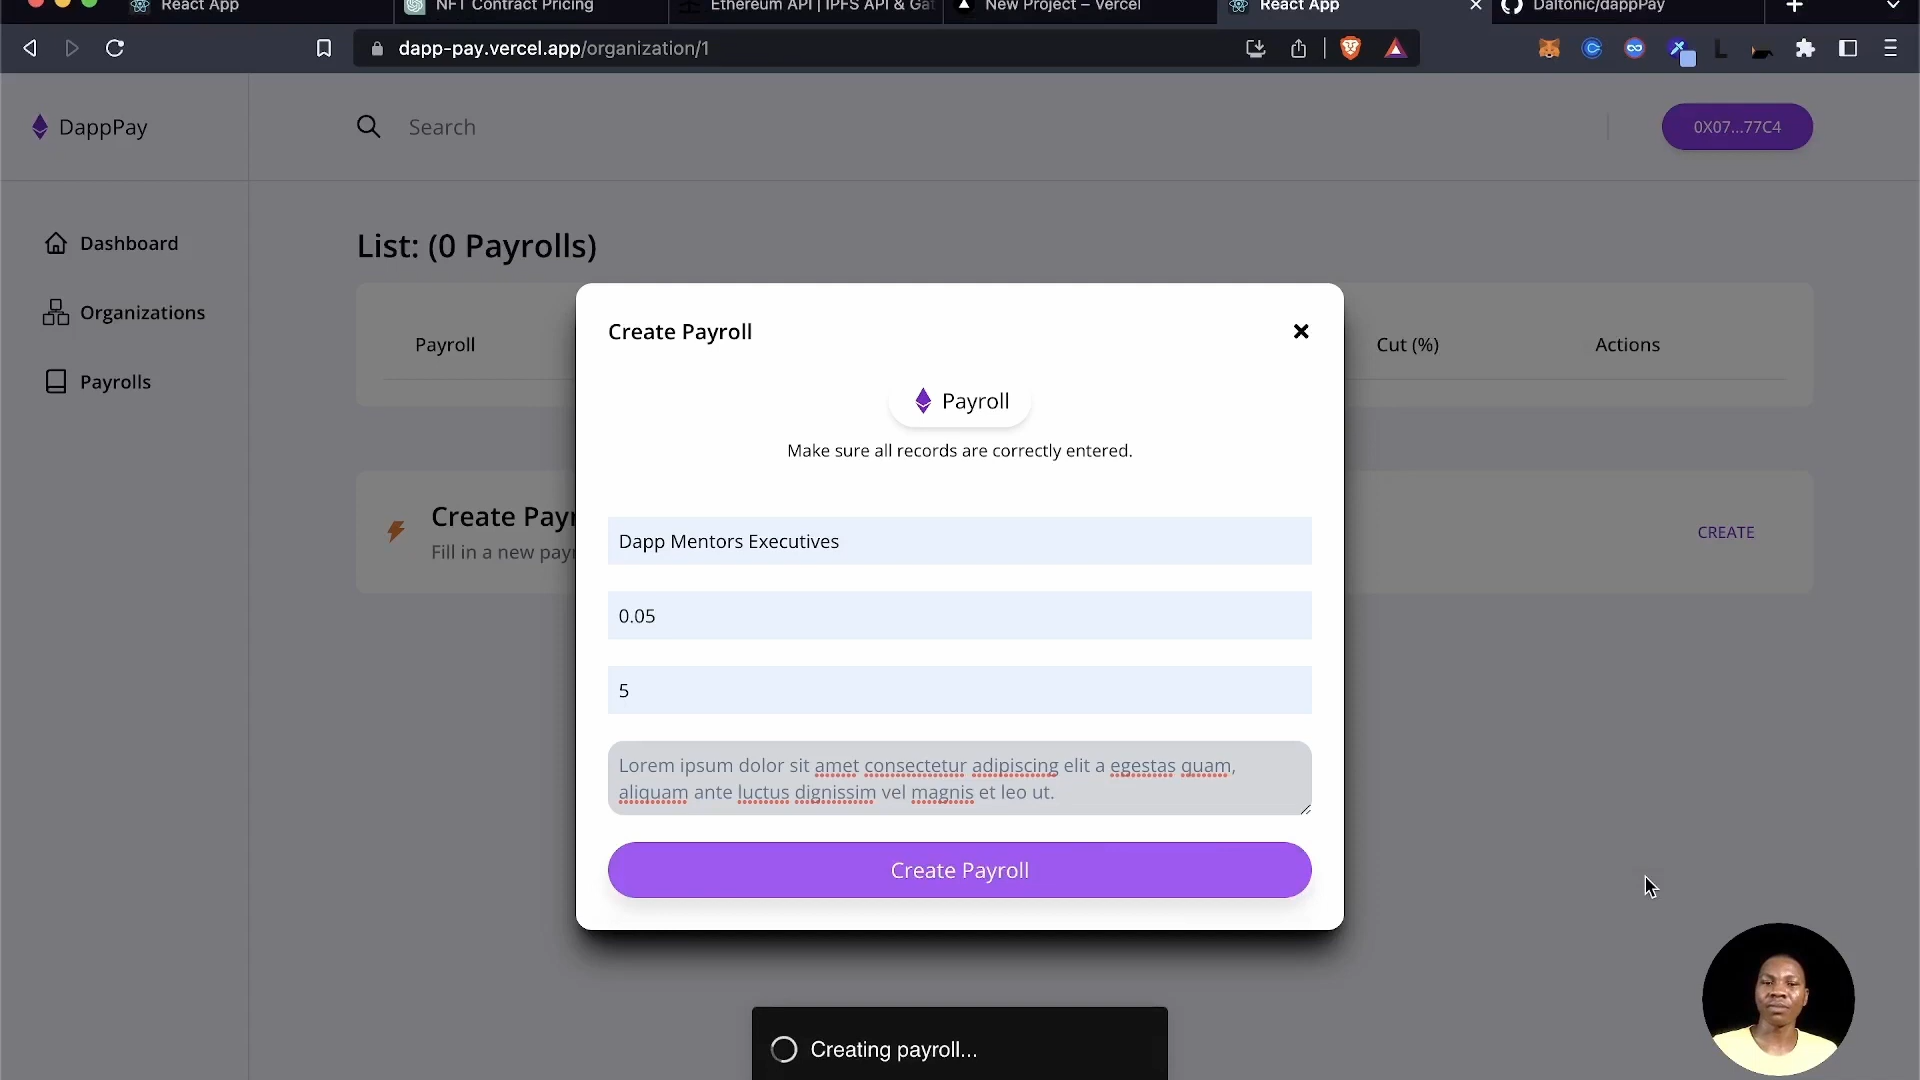 React App
NFT Contract Pricing
Ethereum API | IPFS API & Gat
New Project – Vercel
React App
Daltonic/dappPay
dapp-pay.vercel.app/organization/1
DappPay
Search
0X07...77C4
Dashboard
Organizations
Payrolls
List: (0 Payrolls)
Payroll
Cut (%)
Actions
Create Payr
Fill in a new payr
CREATE
Create Payroll
Payroll
Make sure all records are correctly entered.
Dapp Mentors Executives
0.05
5
Lorem ipsum dolor sit amet consectetur adipiscing elit a egestas quam,
aliquam ante luctus dignissim vel magnis et leo ut.
Create Payroll
Creating payroll...